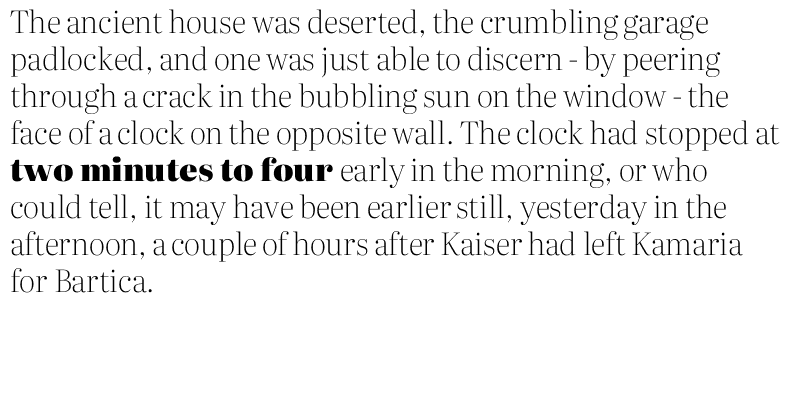 The ancient house was deserted, the crumbling garage
padlocked, and one was just able to discern - by peering
through a crack in the bubbling sun on the window - the
face of a clock on the opposite wall. The clock had stopped at
two minutes to four early in the morning, or who
could tell, it may have been earlier still, yesterday in the
afternoon, a couple of hours after Kaiser had left Kamaria
for Bartica.